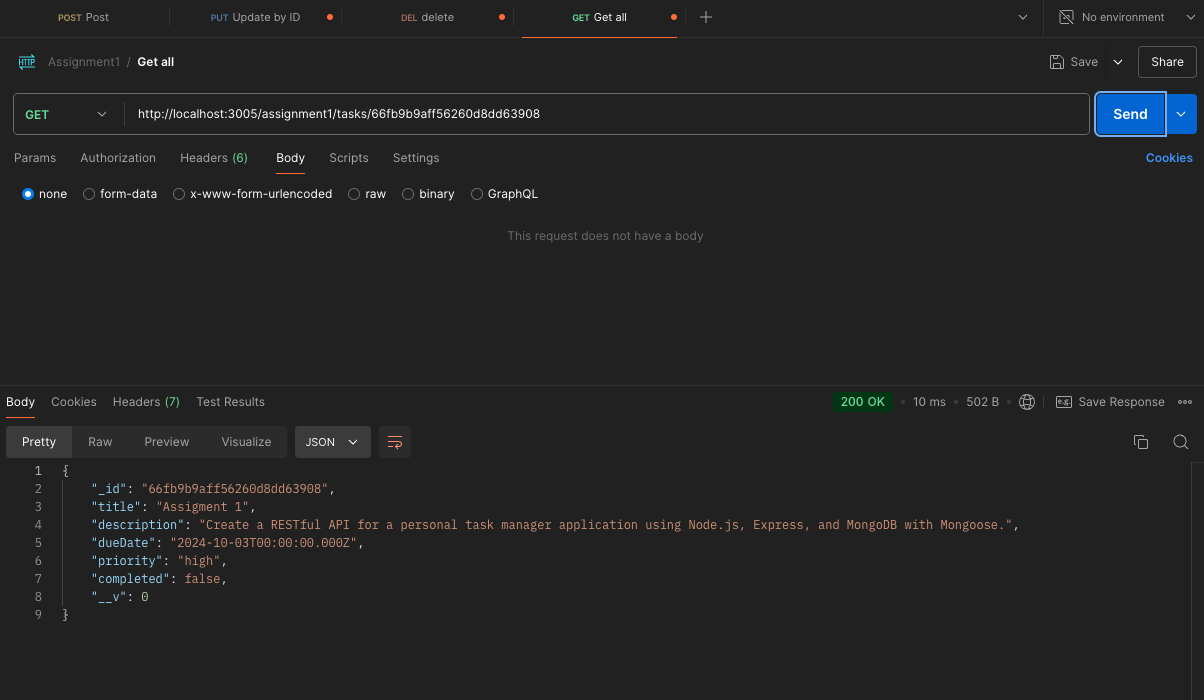 POST Post PUT Update by ID DEL delete GET Get all No environment
HTTP Assignment1 / Get all Save Share
GET http://localhost:3005/assignment1/tasks/66fb9b9aff56260d8dd63908 Send
Params Authorization Headers (6) Body Scripts Settings Cookies
none form-data x-www-form-urlencoded raw binary GraphQL
This request does not have a body
Body Cookies Headers (7) Test Results 200 OK 10 ms 502 B e.g. Save Response
Pretty Raw Preview Visualize JSON
1 {
2 "_id": "66fb9b9aff56260d8dd63908",
3 "title": "Assigment 1",
4 "description": "Create a RESTful API for a personal task manager application using Node.js, Express, and MongoDB with Mongoose.",
5 "dueDate": "2024-10-03T00:00:00.000Z",
6 "priority": "high",
7 "completed": false,
8 "__v": 0
9 }